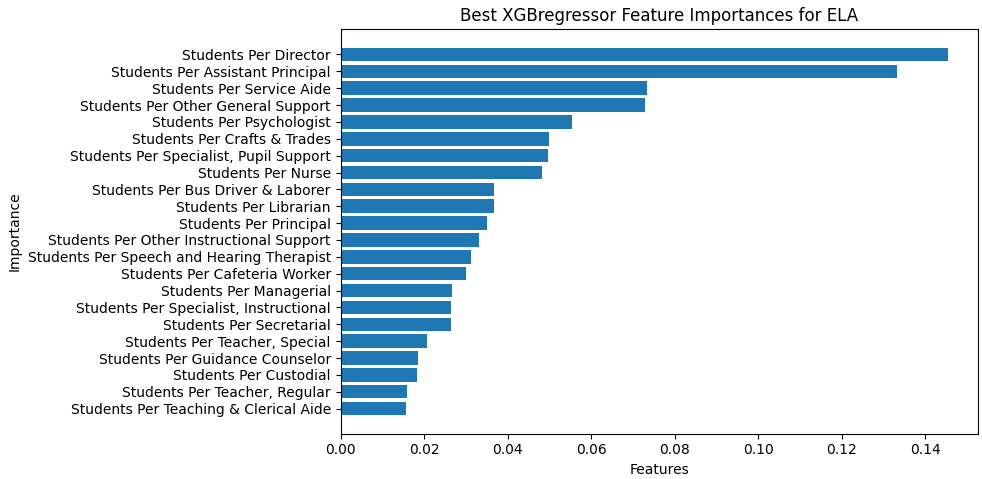 Best XGBregressor Feature Importances for ELA
Importance
Students Per Director
Students Per Assistant Principal
Students Per Service Aide
Students Per Other General Support
Students Per Psychologist
Students Per Crafts & Trades
Students Per Specialist, Pupil Support
Students Per Nurse
Students Per Bus Driver & Laborer
Students Per Librarian
Students Per Principal
Students Per Other Instructional Support
Students Per Speech and Hearing Therapist
Students Per Cafeteria Worker
Students Per Managerial
Students Per Specialist, Instructional
Students Per Secretarial
Students Per Teacher, Special
Students Per Guidance Counselor
Students Per Custodial
Students Per Teacher, Regular
Students Per Teaching & Clerical Aide
0.00 0.02 0.04 0.06 0.08 0.10 0.12 0.14
Features